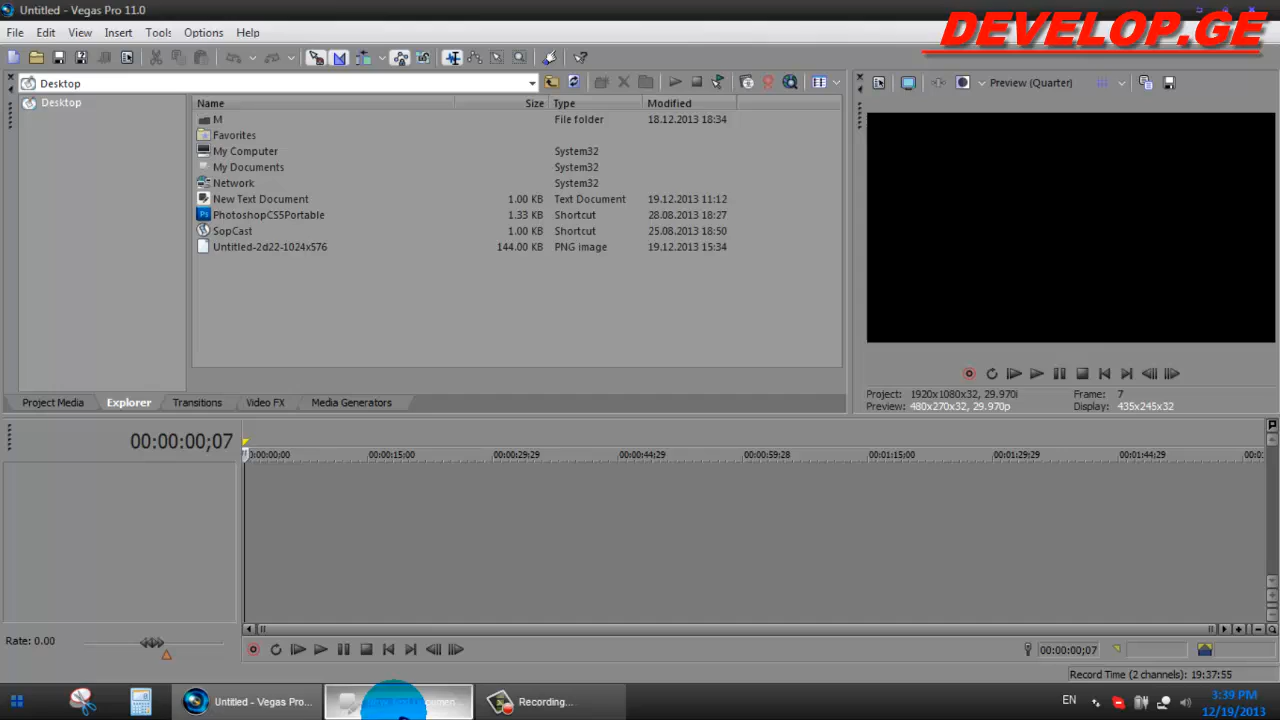 Untitled - Vegas Pro 11.0
DEVELOP.GE
File Edit View Insert Tools Options Help
Desktop
Preview (Quarter)
Desktop
Name Size Type Modified
M File folder 18.12.2013 18:34
Favorites
My Computer System32
My Documents System32
Network System32
New Text Document 1.00 KB Text Document 19.12.2013 11:12
PhotoshopCS5Portable 1.33 KB Shortcut 28.08.2013 18:27
SopCast 1.00 KB Shortcut 25.08.2013 18:50
Untitled-2d22-1024x576 144.00 KB PNG image 19.12.2013 15:34
Project: 1920x1080x32, 29.970i Frame: 7
Preview: 480x270x32, 29.970p Display: 435x245x32
Project Media Explorer Transitions Video FX Media Generators
00:00:00;07
00:00:15;00 00:00:29;29 00:00:44;29 00:00:59;28 00:01:15;00 00:01:29;29 00:01:44;29
Rate: 0.00
00:00:00;07
Record Time (2 channels): 19:37:55
Untitled - Vegas Pro...
Recording...
EN
3:39 PM
12/19/2013